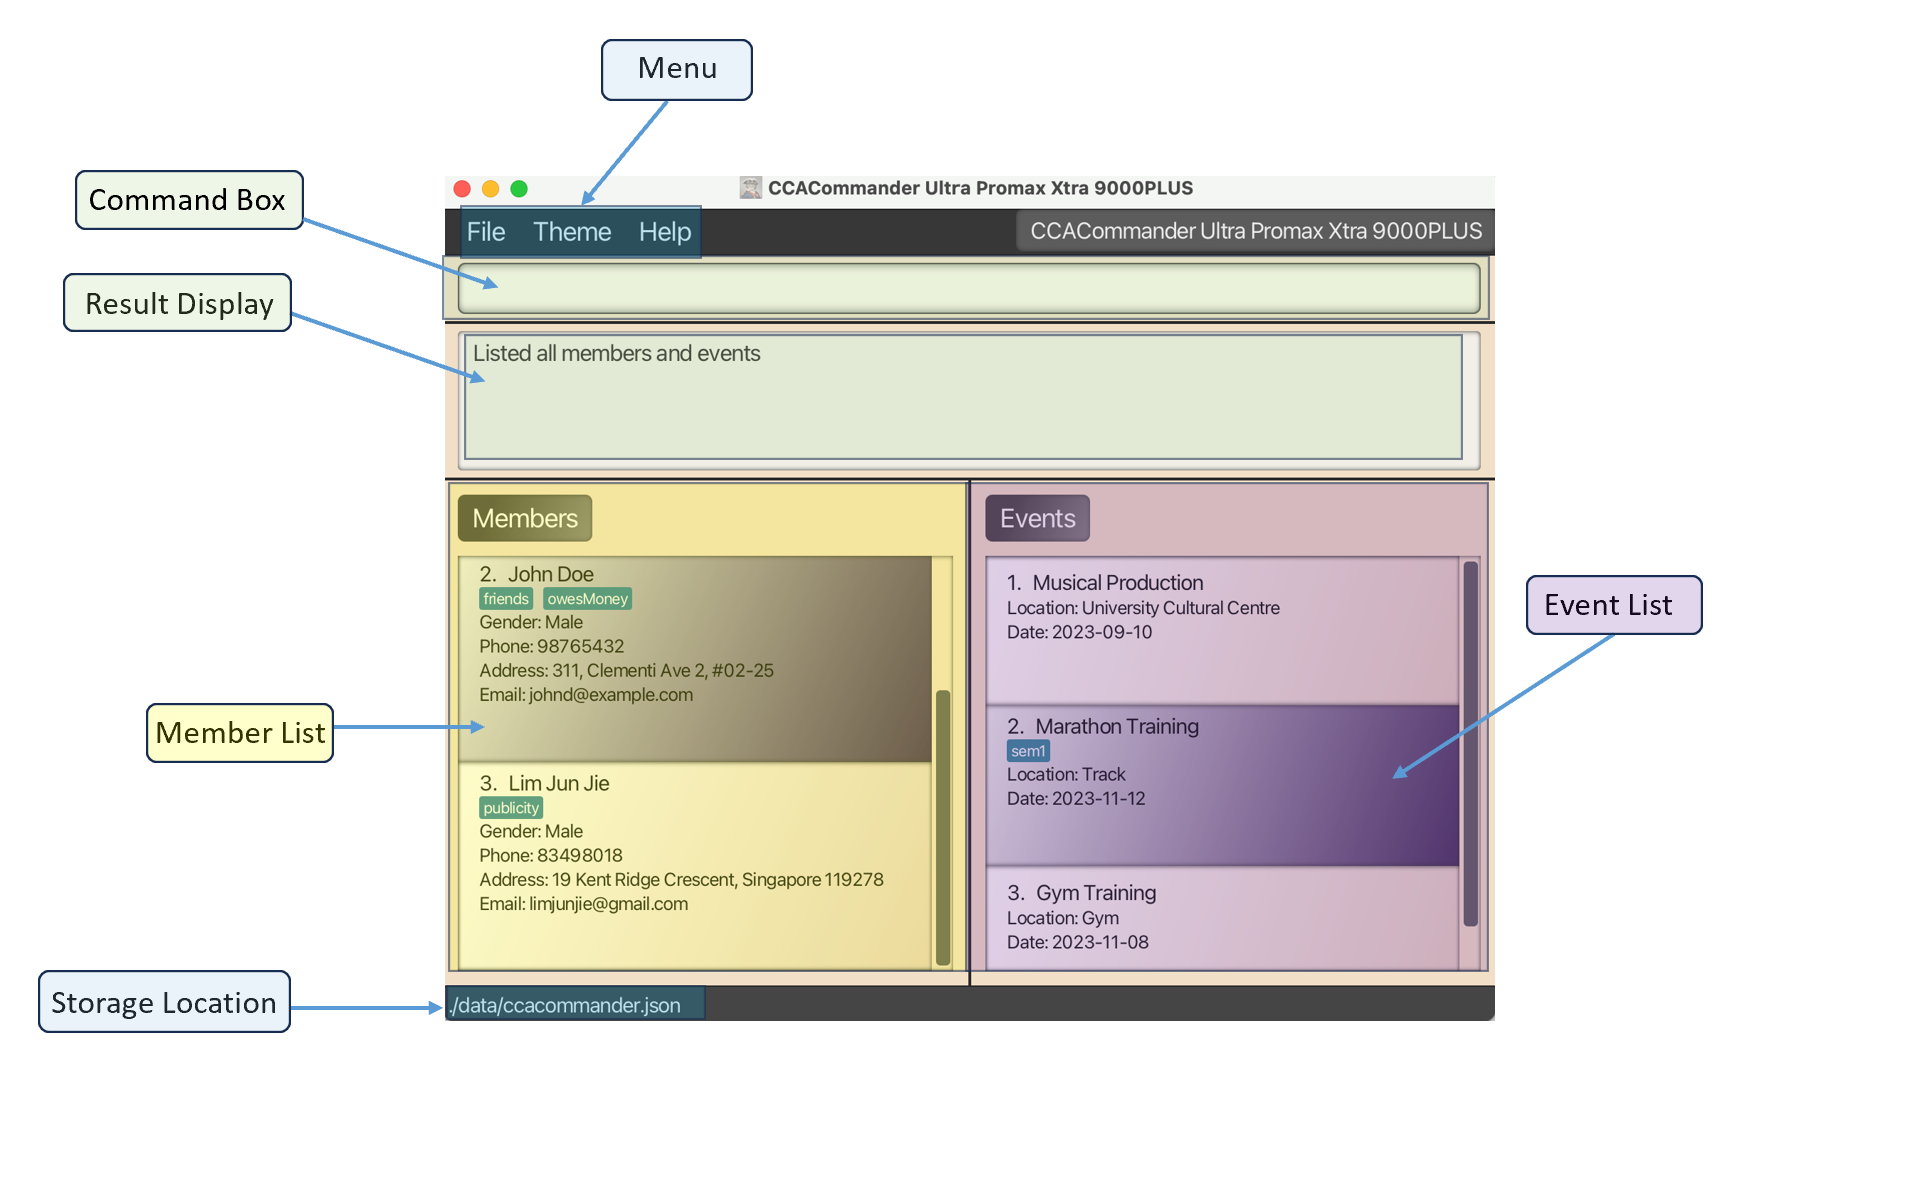 Menu
Command Box
CCACommander Ultra Promax Xtra 9000PLUS
File Theme Help
CCACommander Ultra Promax Xtra 9000PLUS
Result Display
Listed all members and events
Members
2. John Doe
friends owesMoney
Gender: Male
Phone: 98765432
Address: 311, Clementi Ave 2, #02-25
Email: johnd@example.com
Member List
3. Lim Jun Jie
publicity
Gender: Male
Phone: 83498018
Address: 19 Kent Ridge Crescent, Singapore 119278
Email: limjunjie@gmail.com
Events
1. Musical Production
Location: University Cultural Centre
Date: 2023-09-10
Event List
2. Marathon Training
sem1
Location: Track
Date: 2023-11-12
3. Gym Training
Location: Gym
Date: 2023-11-08
Storage Location
./data/ccacommander.json